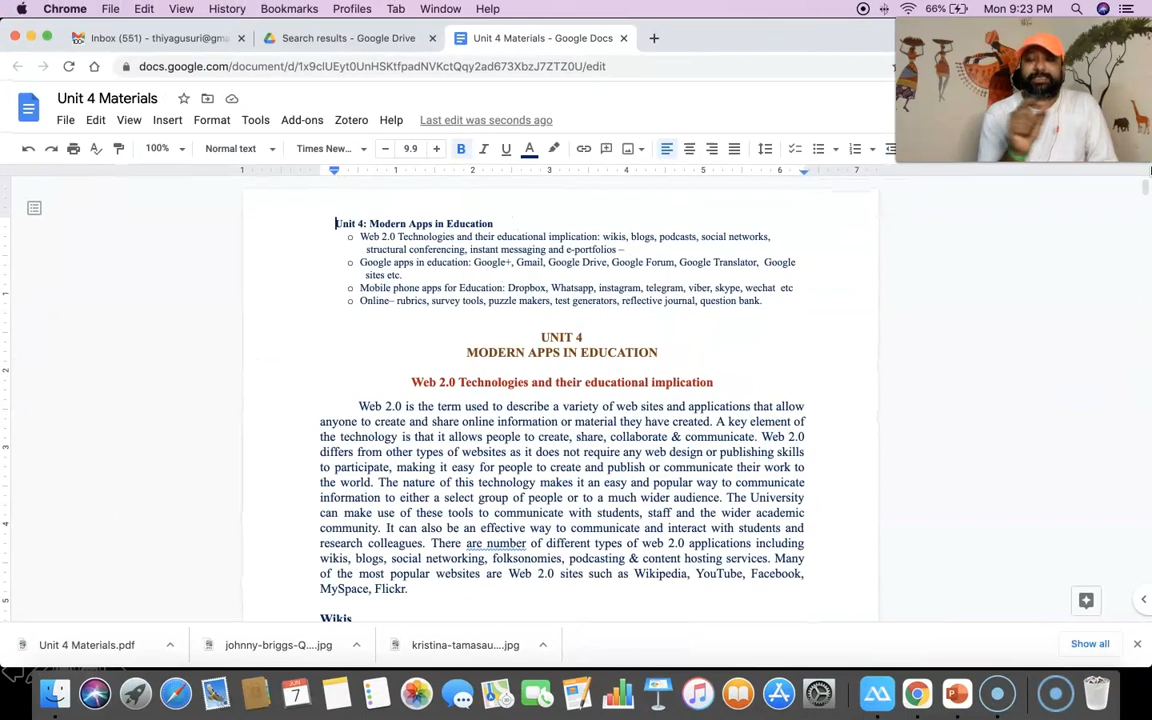 Chrome File Edit View History Bookmarks Profiles Tab Window Help 66% Mon 9:23 PM
Inbox (551) - thiyagusuri@gm Search results - Google Drive Unit 4 Materials - Google Docs
docs.google.com/document/d/1x9clUEyt0UnHSKtfpadNVKctQqy2ad673XbzJ7ZTZ0U/edit
Unit 4 Materials
File Edit View Insert Format Tools Add-ons Zotero Help Last edit was seconds ago
100% Normal text Times New... 9.9 B I U A
1 1 2 3 4 5 6 7
Unit 4: Modern Apps in Education
Web 2.0 Technologies and their educational implication: wikis, blogs, podcasts, social networks,
structural conferencing, instant messaging and e-portfolios –
Google apps in education: Google+, Gmail, Google Drive, Google Forum, Google Translator, Google
sites etc.
Mobile phone apps for Education: Dropbox, Whatsapp, instagram, telegram, viber, skype, wechat etc
Online– rubrics, survey tools, puzzle makers, test generators, reflective journal, question bank.
UNIT 4
MODERN APPS IN EDUCATION
Web 2.0 Technologies and their educational implication
Web 2.0 is the term used to describe a variety of web sites and applications that allow
anyone to create and share online information or material they have created. A key element of
the technology is that it allows people to create, share, collaborate & communicate. Web 2.0
differs from other types of websites as it does not require any web design or publishing skills
to participate, making it easy for people to create and publish or communicate their work to
the world. The nature of this technology makes it an easy and popular way to communicate
information to either a select group of people or to a much wider audience. The University
can make use of these tools to communicate with students, staff and the wider academic
community. It can also be an effective way to communicate and interact with students and
research colleagues. There are number of different types of web 2.0 applications including
wikis, blogs, social networking, folksonomies, podcasting & content hosting services. Many
of the most popular websites are Web 2.0 sites such as Wikipedia, YouTube, Facebook,
MySpace, Flickr.
Wikis
Unit 4 Materials.pdf johnny-briggs-Q....jpg kristina-tamasau....jpg Show all
JUN 7